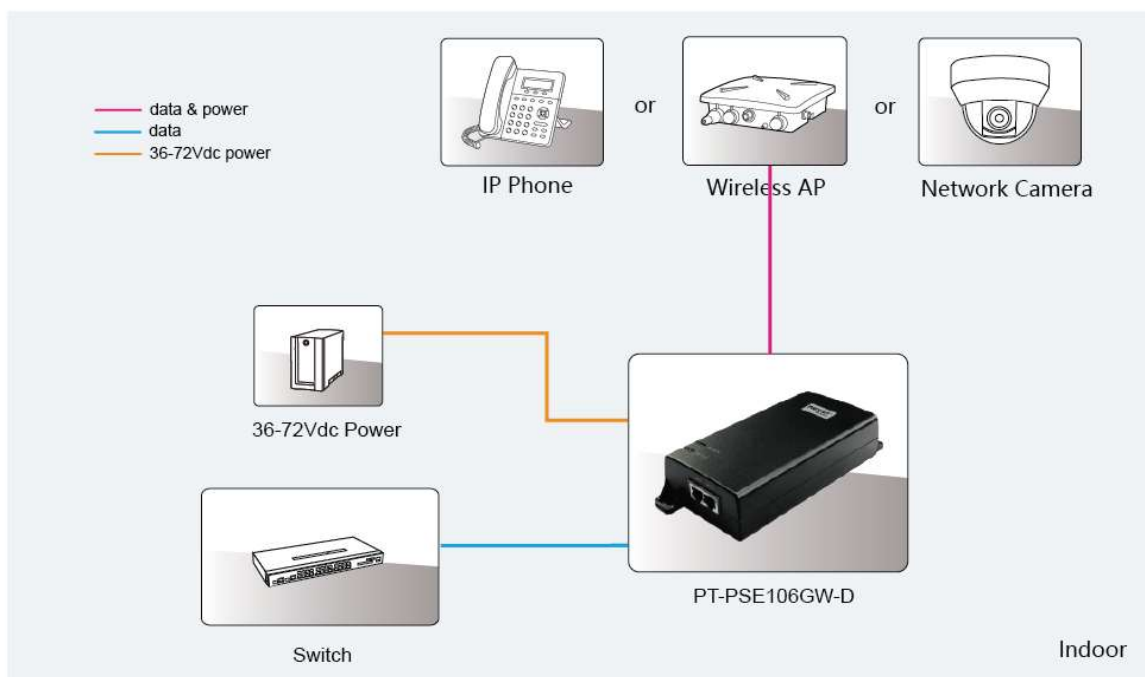 data & power
data
36-72Vdc power
or
or
IP Phone
Wireless AP
Network Camera
36-72Vdc Power
PT-PSE106GW-D
Switch
Indoor